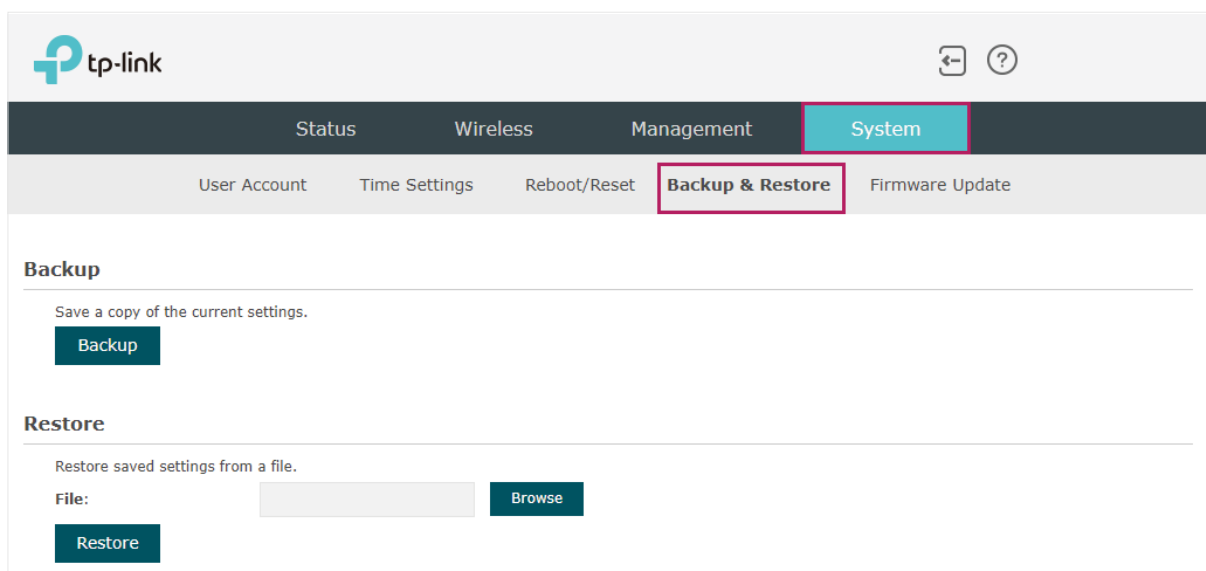 tp-link
?
Status Wireless Management System
User Account Time Settings Reboot/Reset Backup & Restore Firmware Update
Backup
Save a copy of the current settings.
Backup
Restore
Restore saved settings from a file.
File: Browse
Restore